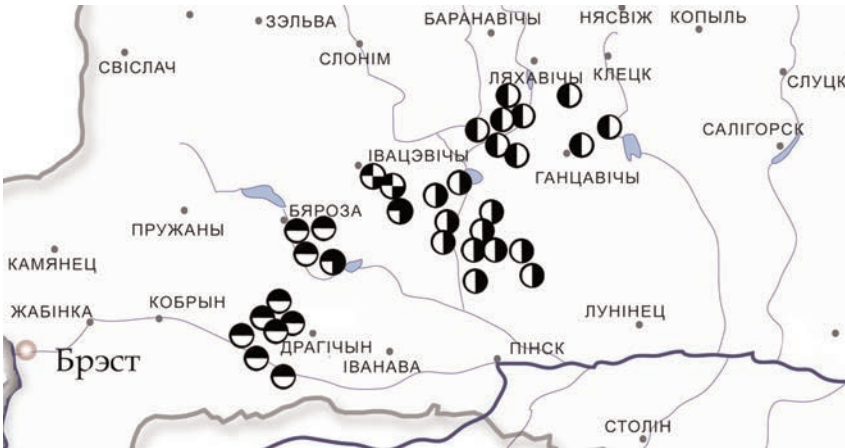 БАРАНАВІЧЫ
НЯСВІЖ
КОПЫЛЬ
ЗЭЛЬВА
СЛОНІМ
СВІСЛАЧ
ЛЯХАВІЧЫ
КЛЕЦК
СЛУЦК
САЛІГОРСК
ІВАЦЭВІЧЫ
ГАНЦАВІЧЫ
БЯРОЗА
ПРУЖАНЫ
КАМЯНЕЦ
ЖАБІНКА
КОБРЫН
ЛУНІНЕЦ
ДРАГІЧЫН
ІВАНАВА
ПІНСК
Брэст
СТОЛІН